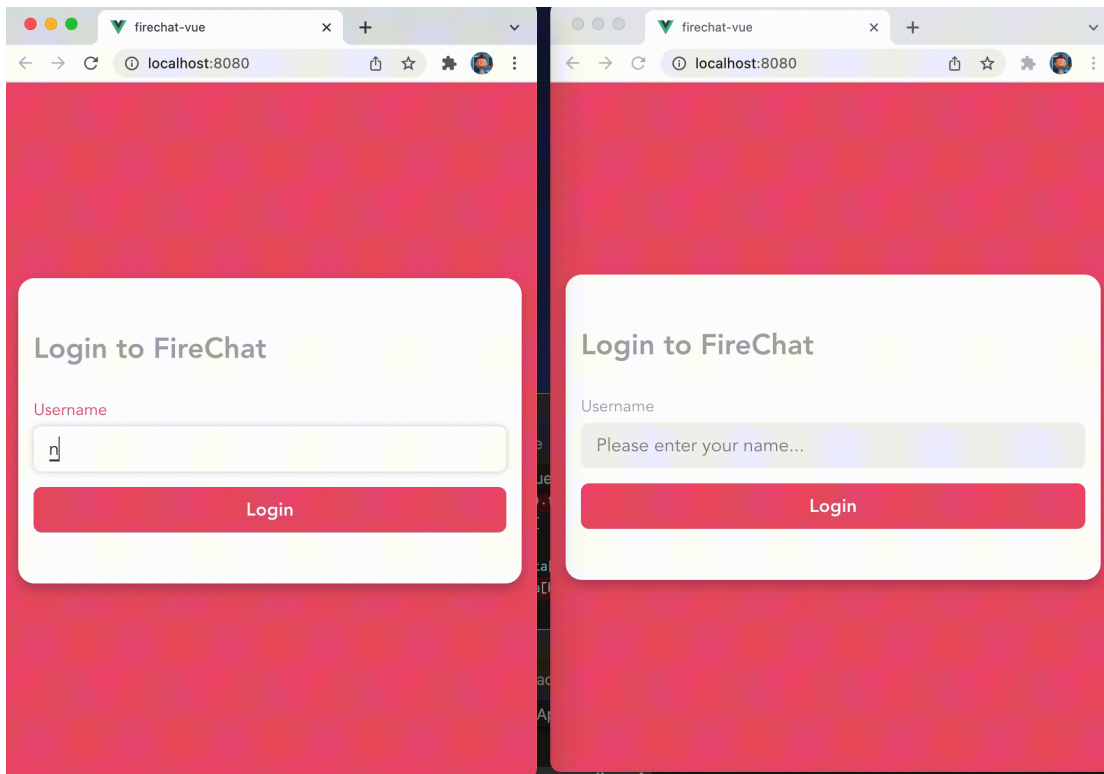 firechat-vue
localhost:8080
Login to FireChat
Username
n
Login
firechat-vue
localhost:8080
Login to FireChat
Username
Please enter your name...
Login